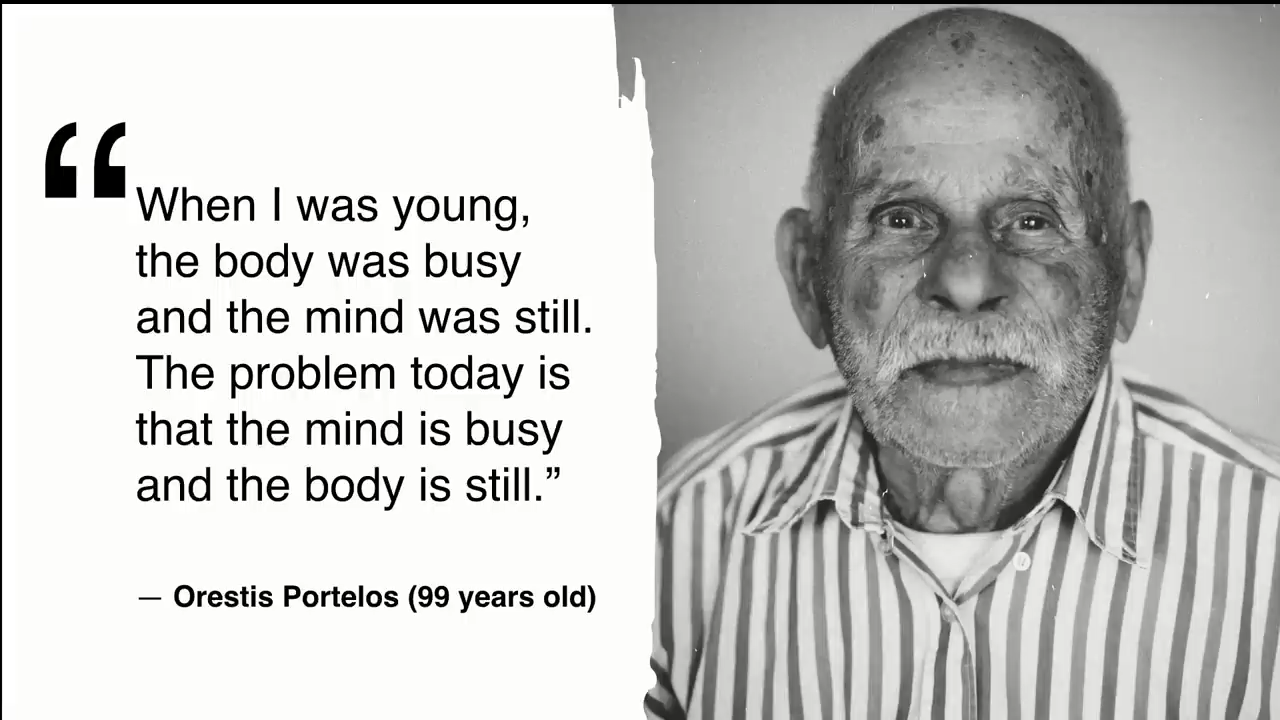 “When I was young,
the body was busy
and the mind was still.
The problem today is
that the mind is busy
and the body is still.”
— Orestis Portelos (99 years old)